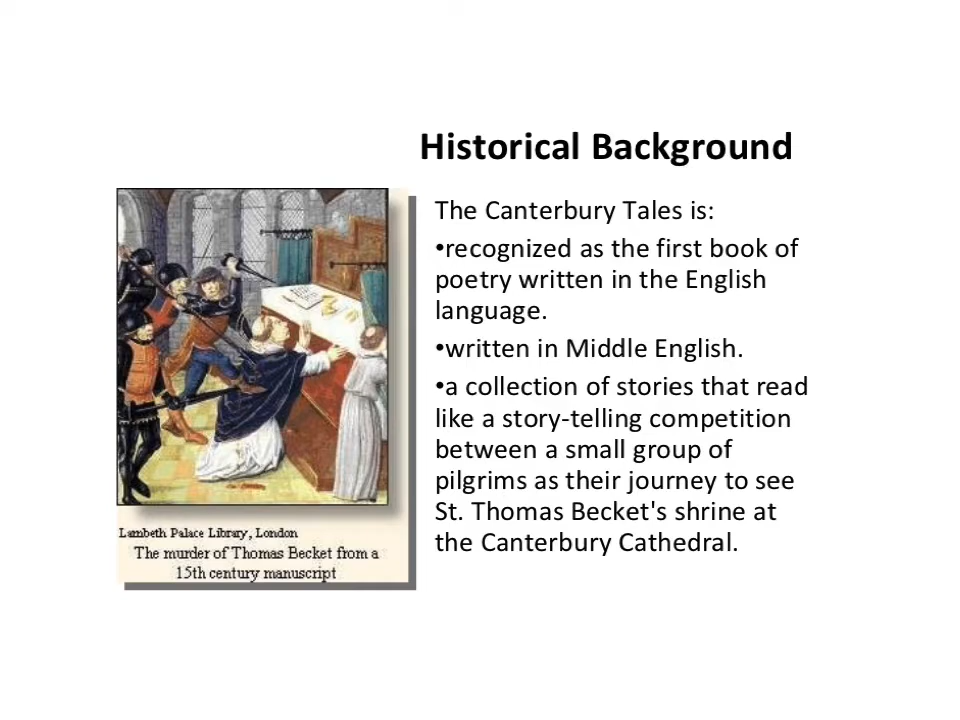 Historical Background
The Canterbury Tales is:
•recognized as the first book of
poetry written in the English
language.
•written in Middle English.
•a collection of stories that read
like a story-telling competition
between a small group of
pilgrims as their journey to see
St. Thomas Becket's shrine at
the Canterbury Cathedral.
Lambeth Palace Library, London
The murder of Thomas Becket from a
15th century manuscript